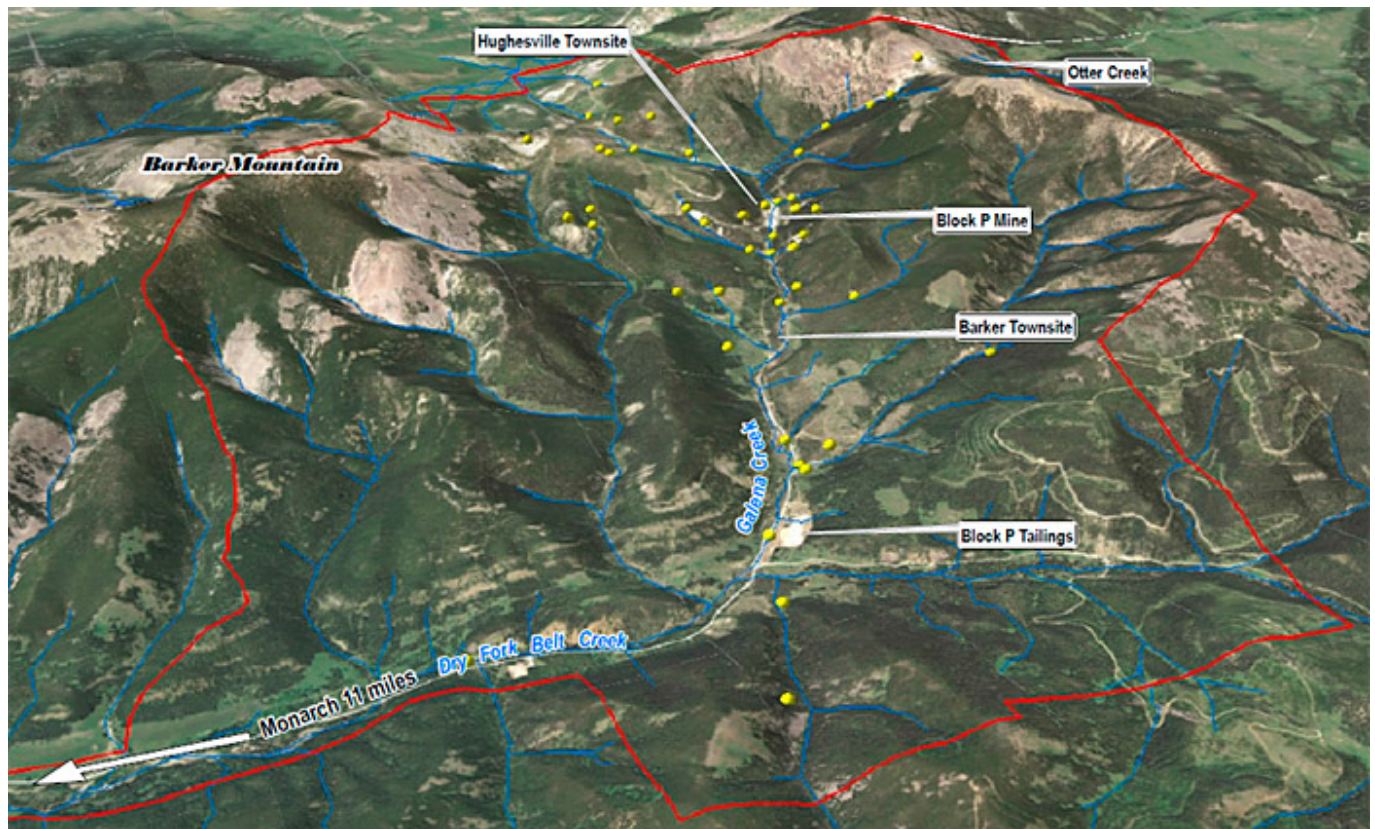 Hughesville Townsite
Otter Creek
Barker Mountain
Block P Mine
Barker Townsite
Galena Creek
Block P Tailings
Dry Fork Belt Creek
Monarch 11 miles